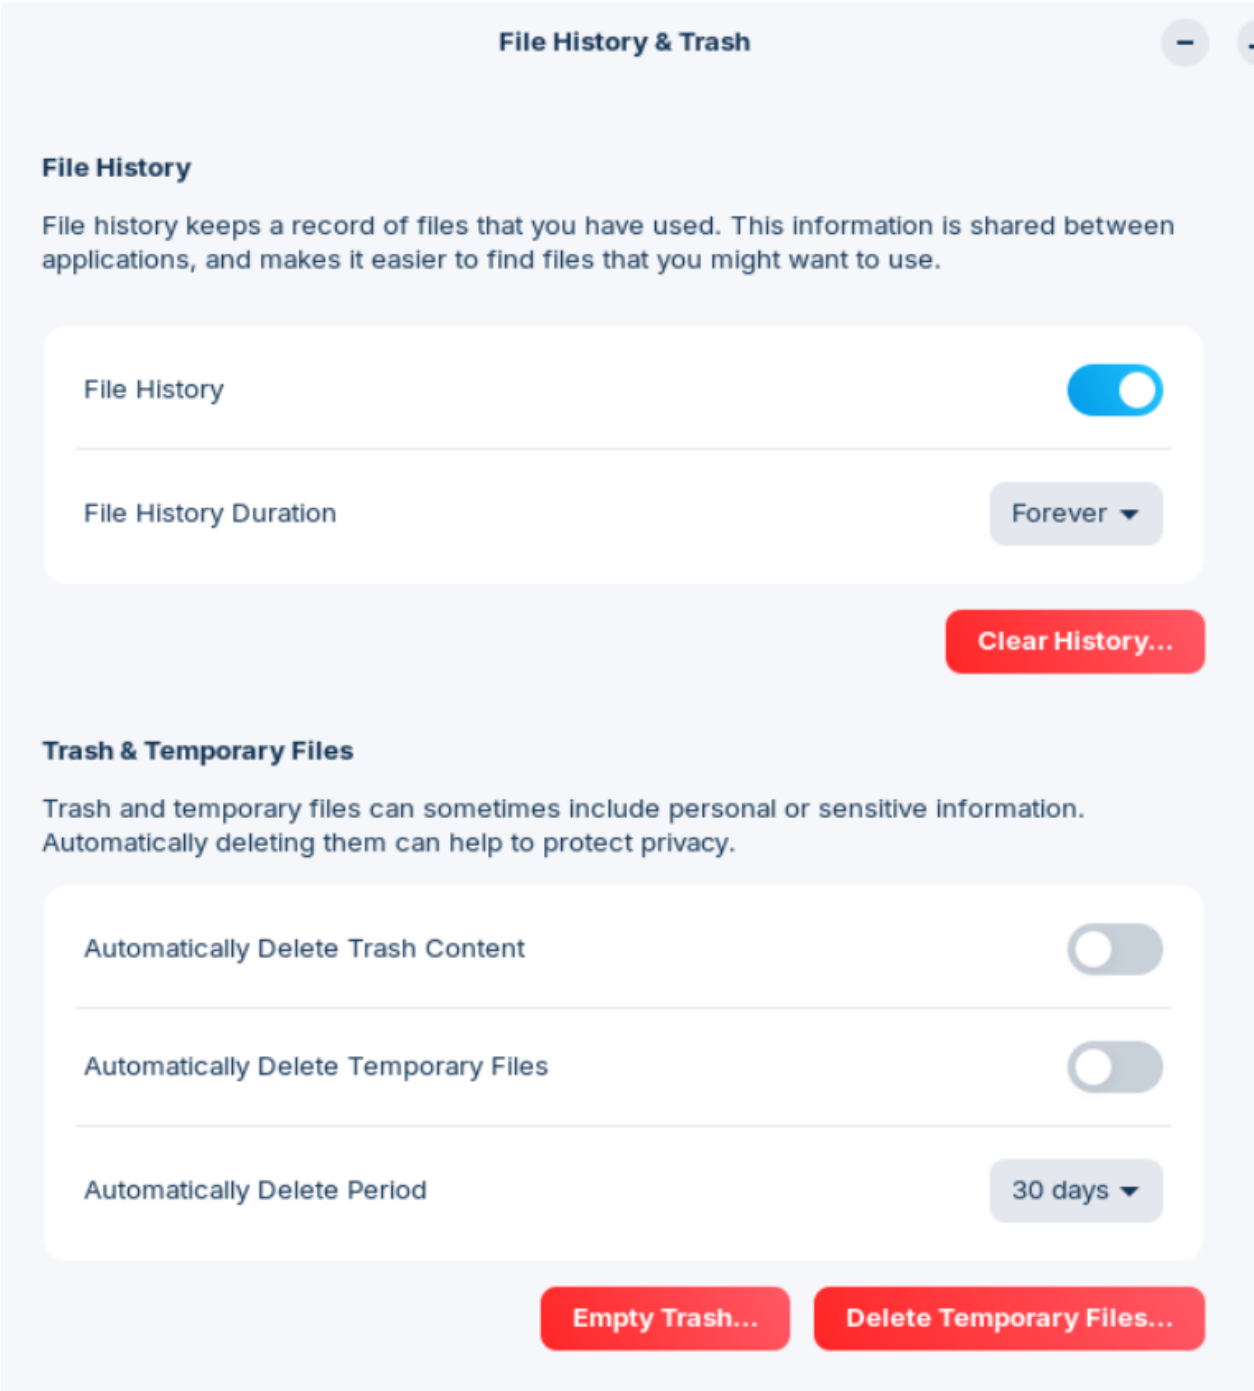 File History & Trash
File History
File history keeps a record of files that you have used. This information is shared between
applications, and makes it easier to find files that you might want to use.
File History
File History Duration
Forever
Clear History...
Trash & Temporary Files
Trash and temporary files can sometimes include personal or sensitive information.
Automatically deleting them can help to protect privacy.
Automatically Delete Trash Content
Automatically Delete Temporary Files
Automatically Delete Period
30 days
Empty Trash...
Delete Temporary Files...